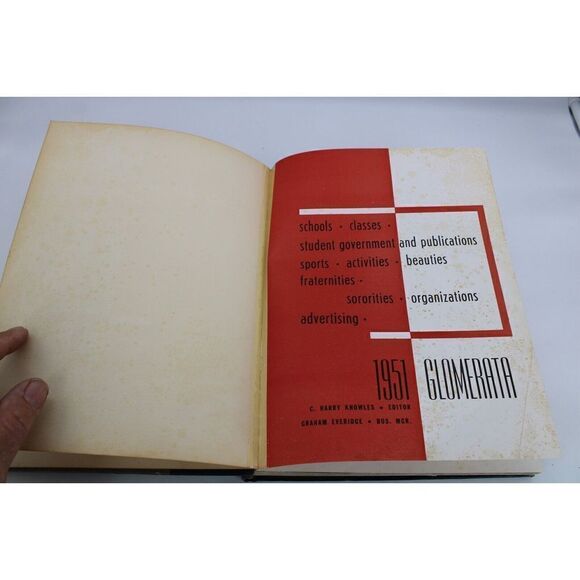 schools · classes ·
student government and publications
sports · activities · beauties
fraternities ·
sororities · organizations
advertising ·
1951 GLOMERATA
C. HARRY KNOWLES • EDITOR
GRAHAM EVERIDGE • BUS. MGR.